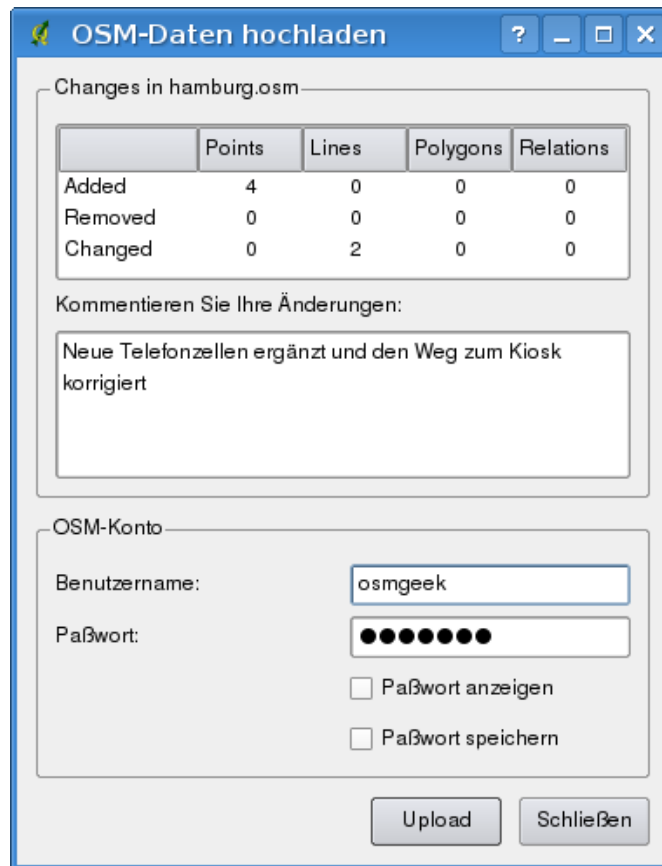 OSM-Daten hochladen ?
Changes in hamburg.osm
Points Lines Polygons Relations
Added 4 0 0 0
Removed 0 0 0 0
Changed 0 2 0 0
Kommentieren Sie Ihre Änderungen:
Neue Telefonzellen ergänzt und den Weg zum Kiosk
korrigiert
OSM-Konto
Benutzername: osmgeek
Paßwort: ●●●●●●●
Paßwort anzeigen
Paßwort speichern
Upload Schließen